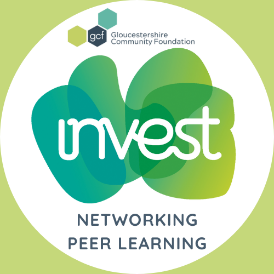 gcf
Gloucestershire
Community Foundation
invest
NETWORKING
PEER LEARNING